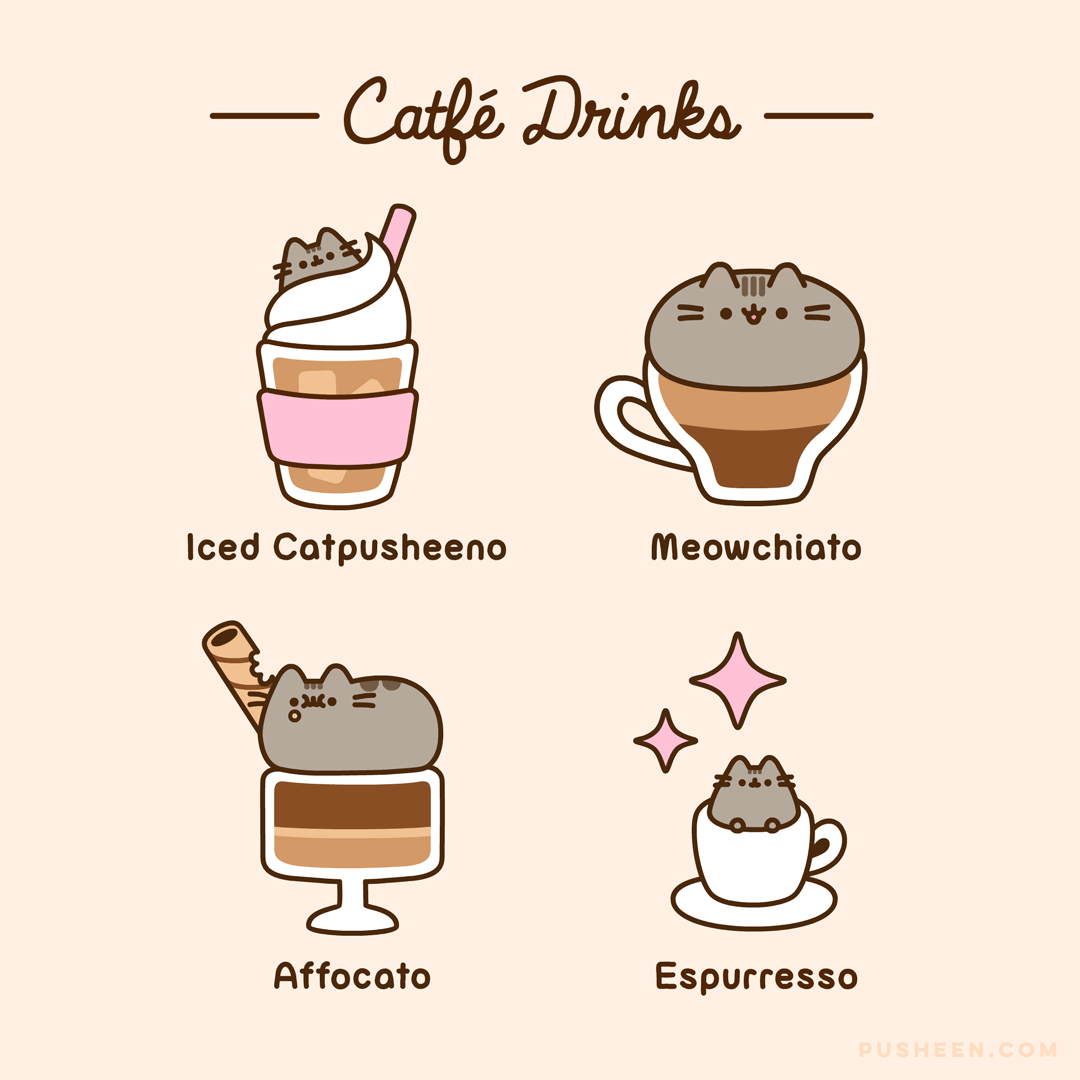 Catfé Drinks
Iced Catpusheeno
Meowchiato
Affocato
Espurresso
PUSHEEN.COM